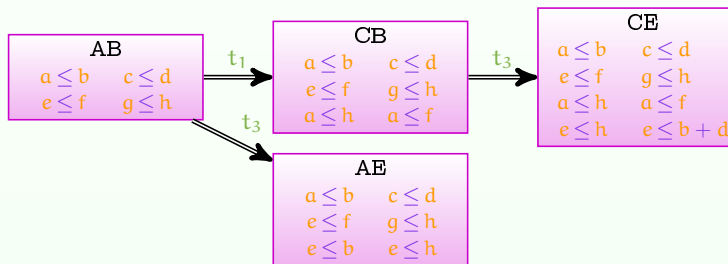 AB
a ≤ b c ≤ d
e ≤ f g ≤ h
t₁
CB
a ≤ b c ≤ d
e ≤ f g ≤ h
a ≤ h a ≤ f
t₃
CE
a ≤ b c ≤ d
e ≤ f g ≤ h
a ≤ h a ≤ f
e ≤ h e ≤ b + d
t₃
AE
a ≤ b c ≤ d
e ≤ f g ≤ h
e ≤ b e ≤ h